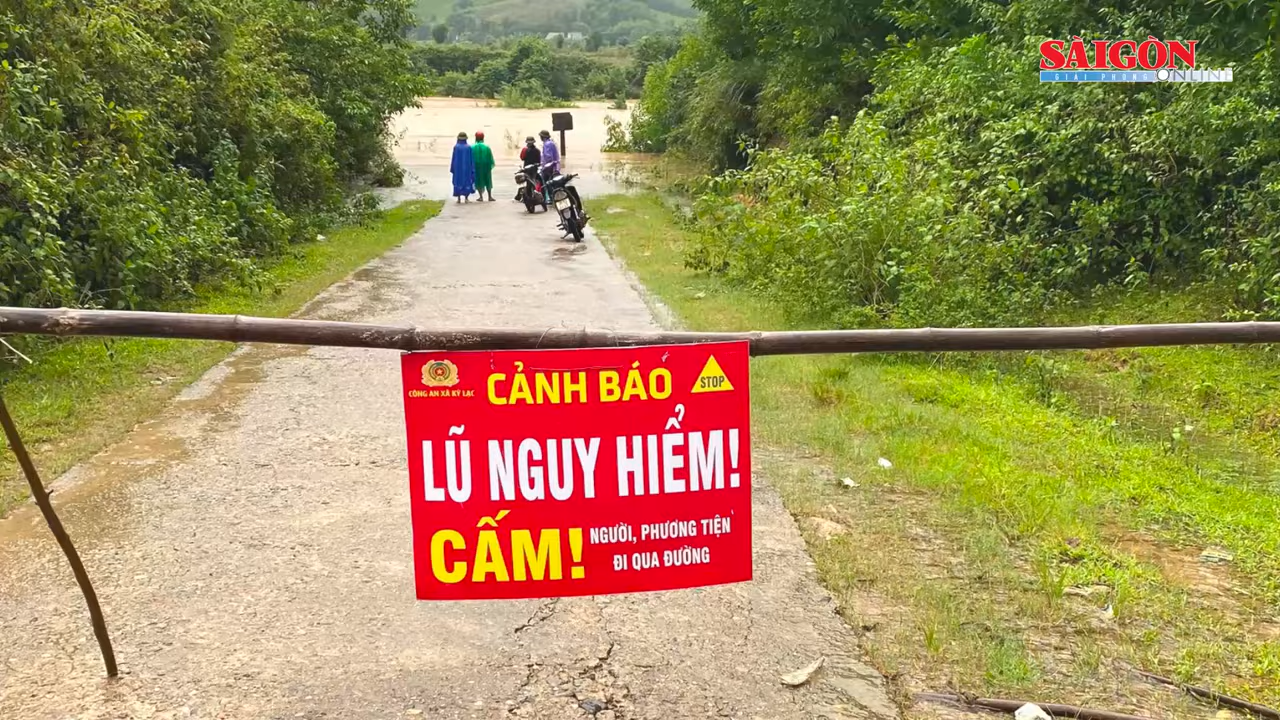 SÀIGÒN
GIẢI PHÓNG ONLINE
CÔNG AN XÃ KỲ LẠC
CẢNH BÁO
STOP
LŨ NGUY HIỂM!
CẤM!
NGƯỜI, PHƯƠNG TIỆN
ĐI QUA ĐƯỜNG